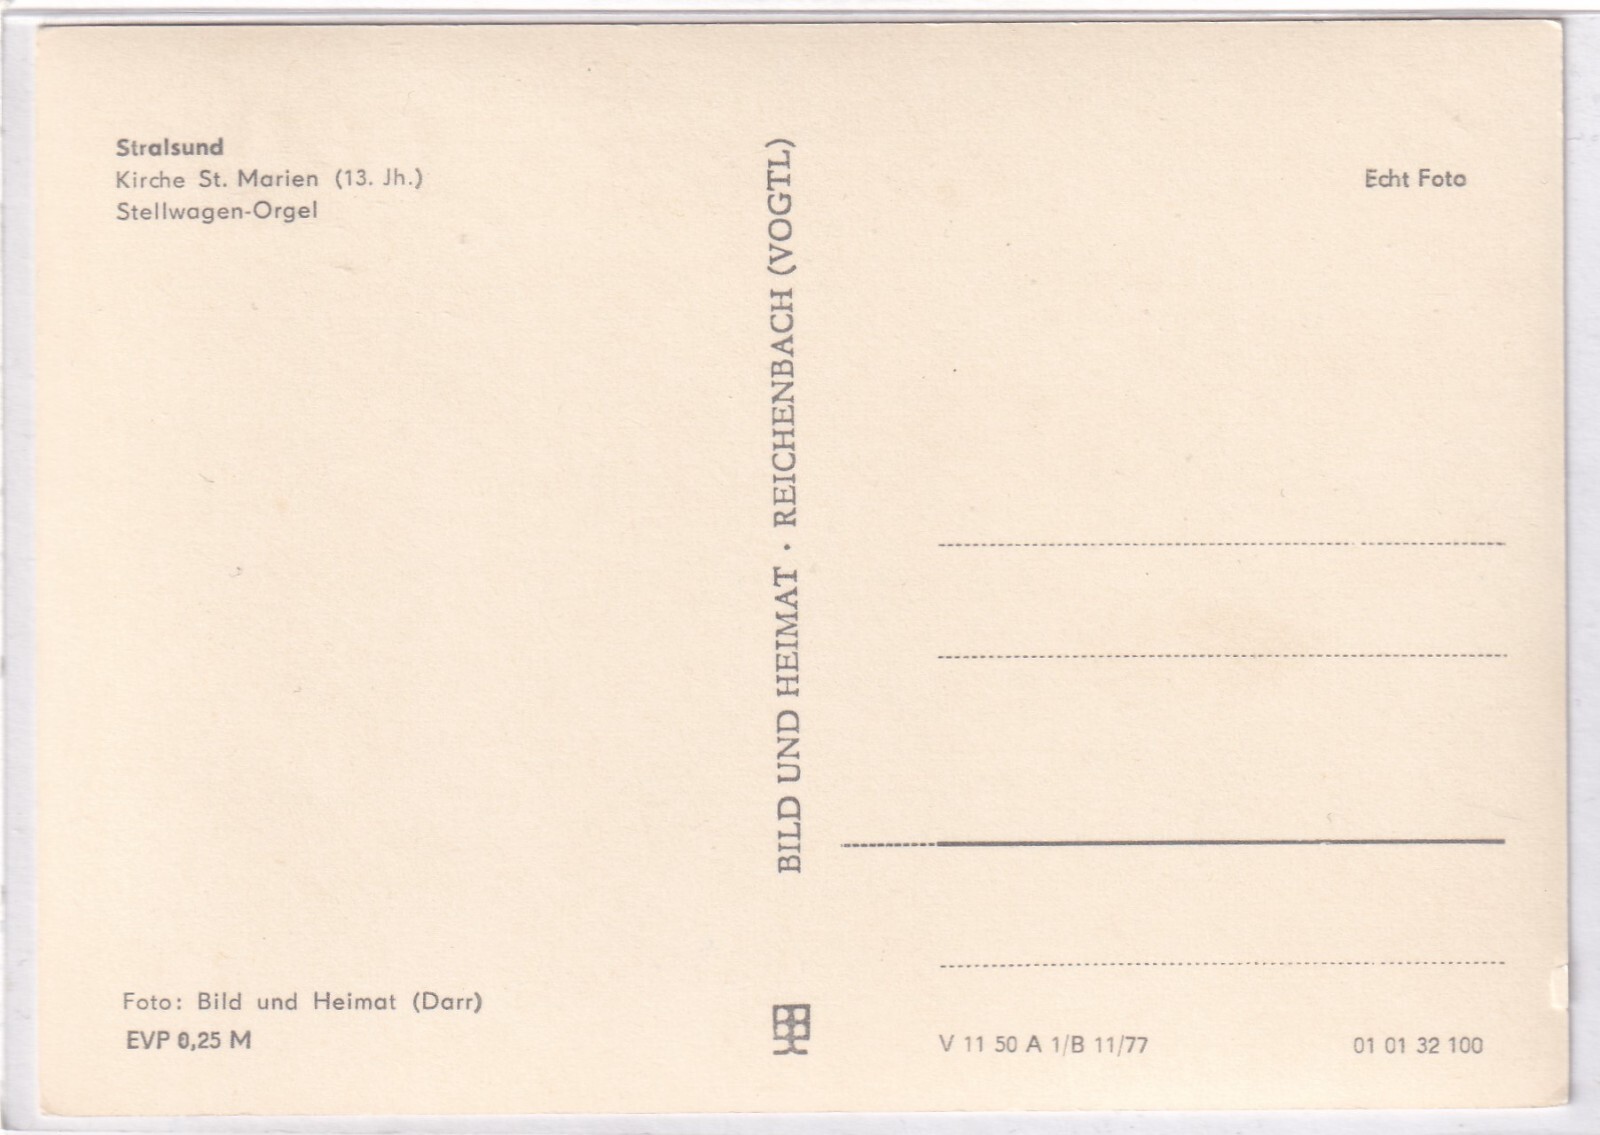 Stralsund
Kirche St. Marien (13. Jh.)
Stellwagen-Orgel
Foto: Bild und Heimat (Darr)
EVP 0,25 M
BILD UND HEIMAT · REICHENBACH (VOGTL)
Echt Foto
V 11 50 A 1/B 11/77
01 01 32 100